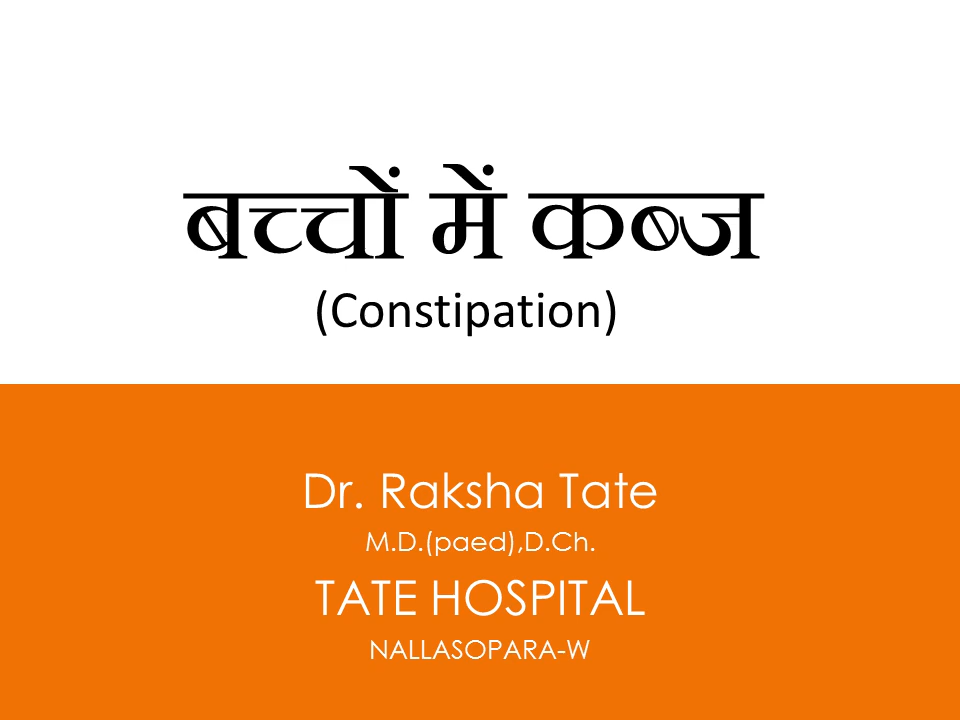 बच्चों में कब्ज
(Constipation)
Dr. Raksha Tate
M.D.(paed),D.Ch.
TATE HOSPITAL
NALLASOPARA-W